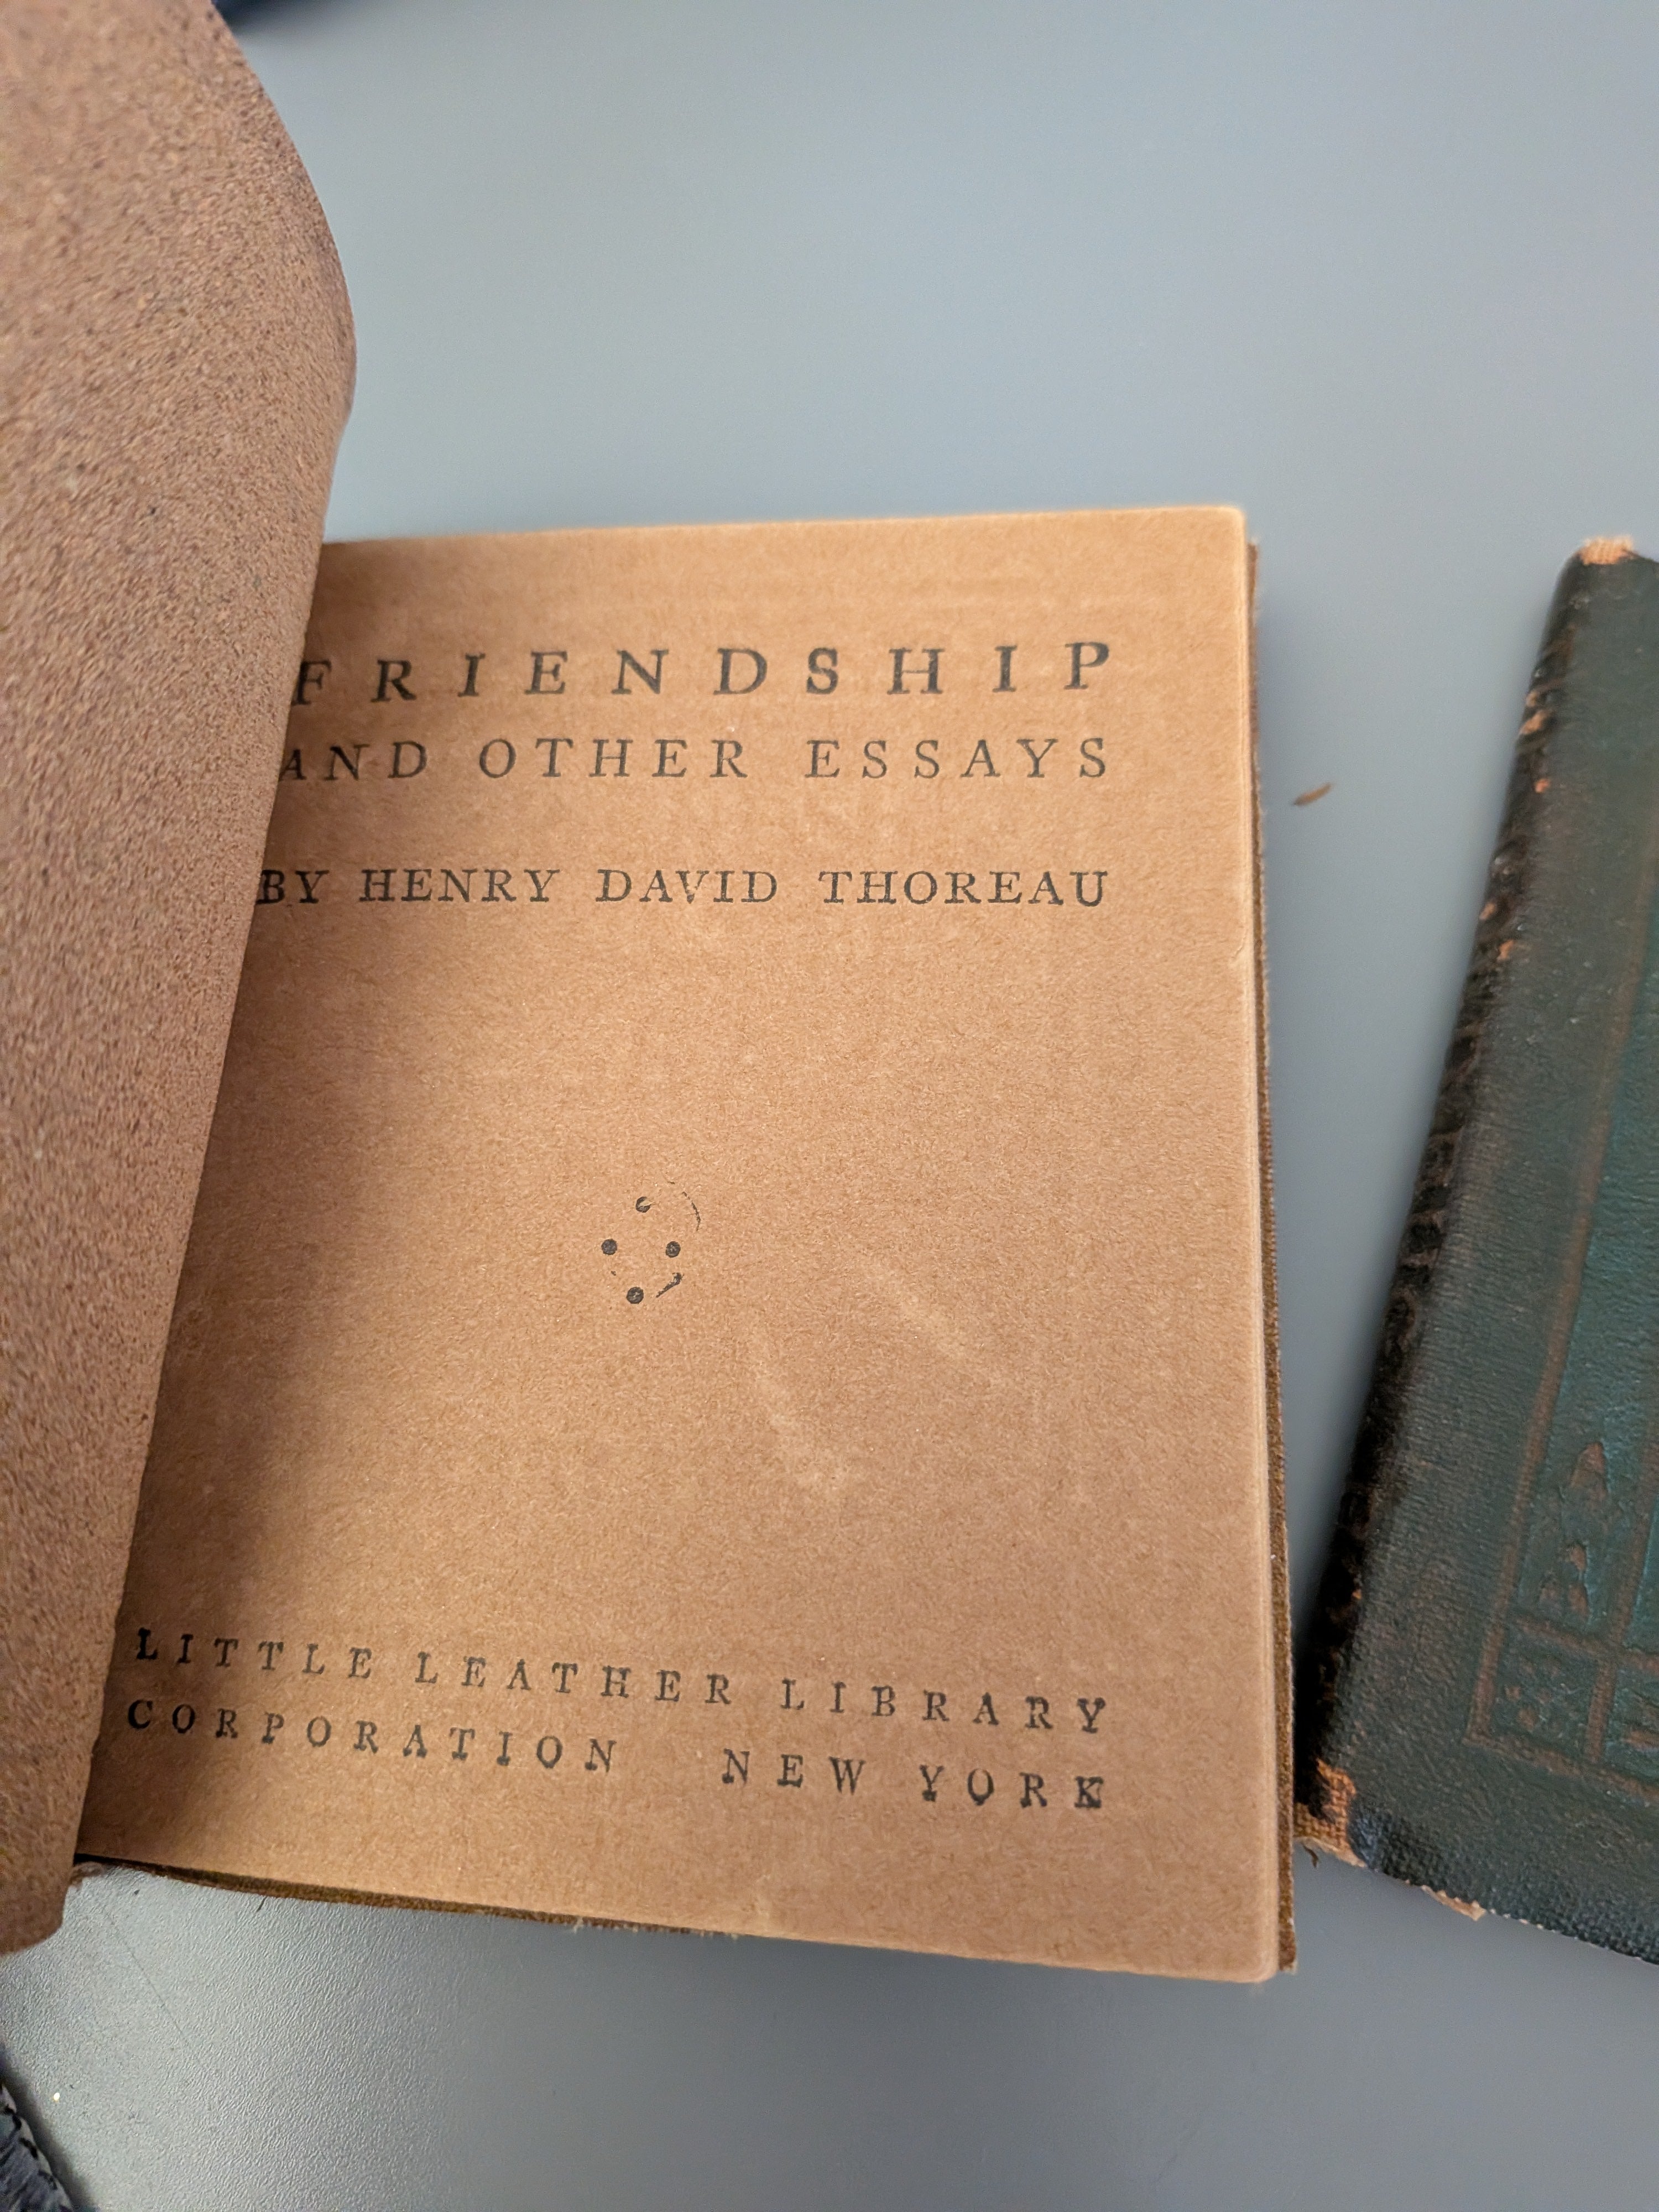 FRIENDSHIP
AND OTHER ESSAYS
BY HENRY DAVID THOREAU
LITTLE LEATHER LIBRARY
CORPORATION NEW YORK